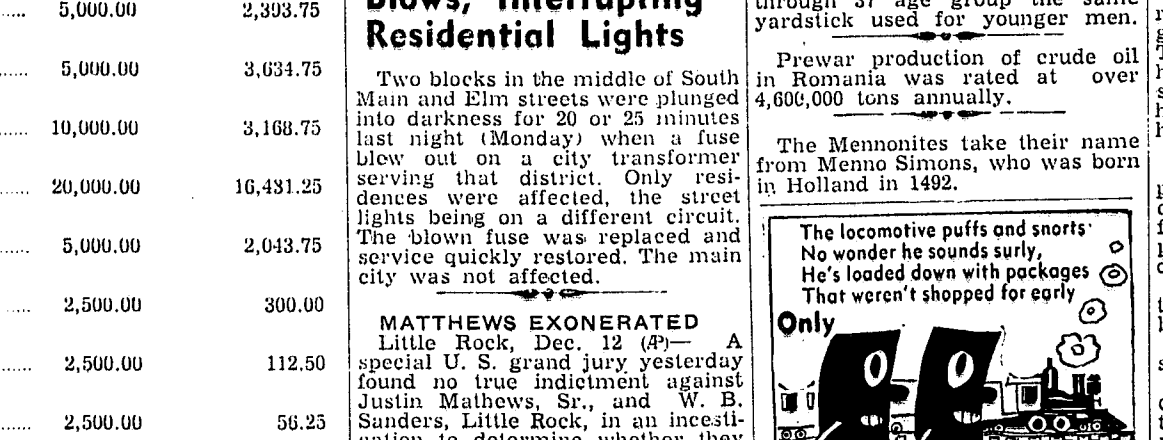 ..... 5,000.00 2,393.75
...... 5,000.00 3,634.75
...... 10,000.00 3,168.75
...... 20,000.00 16,431.25
...... 5,000.00 2,043.75
..... 2,500.00 300.00
...... 2,500.00 112.50
...... 2,500.00 56.25
Blows, Interrupting
Residential Lights
Two blocks in the middle of South
Main and Elm streets were plunged
into darkness for 20 or 25 minutes
last night (Monday) when a fuse
blew out on a city transformer
serving that district. Only resi-
dences were affected, the street
lights being on a different circuit.
The blown fuse was replaced and
service quickly restored. The main
city was not affected.
MATTHEWS EXONERATED
Little Rock, Dec. 12 (AP)— A
special U. S. grand jury yesterday
found no true indictment against
Justin Mathews, Sr., and W. B.
Sanders, Little Rock, in an incesti-
gation to determine whether they
through 37 age group the same
yardstick used for younger men.
Prewar production of crude oil
in Romania was rated at over
4,600,000 tons annually.
The Mennonites take their name
from Menno Simons, who was born
in Holland in 1492.
The locomotive puffs and snorts
No wonder he sounds surly,
He's loaded down with packages
That weren't shopped for early
Only